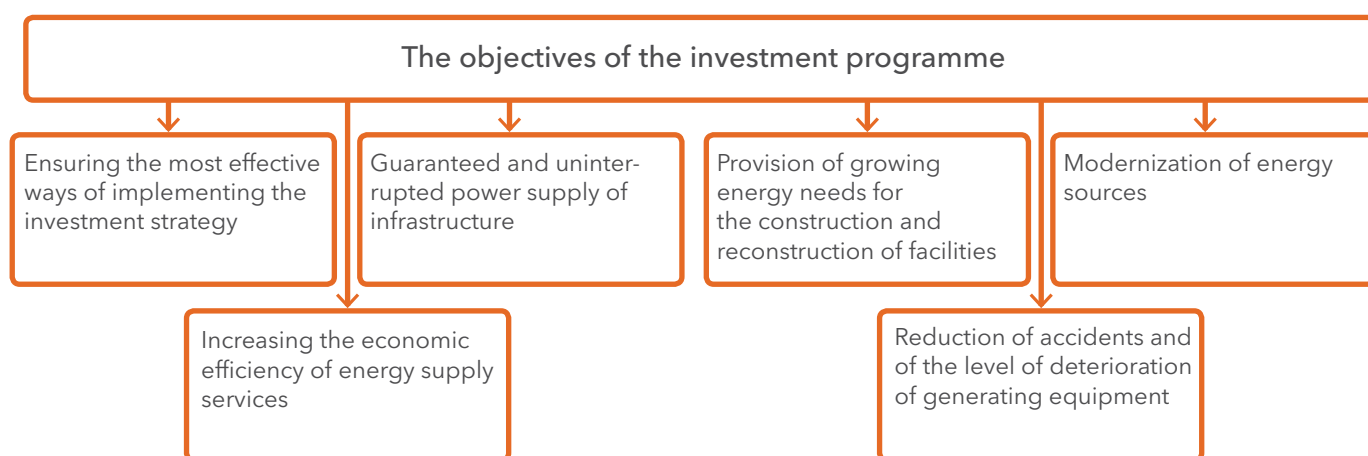 The objectives of the investment programme
Ensuring the most effective
ways of implementing the
investment strategy
Guaranteed and uninter-
rupted power supply of
infrastructure
Provision of growing
energy needs for
the construction and
reconstruction of facilities
Modernization of energy
sources
Increasing the economic
efficiency of energy supply
services
Reduction of accidents and
of the level of deterioration
of generating equipment